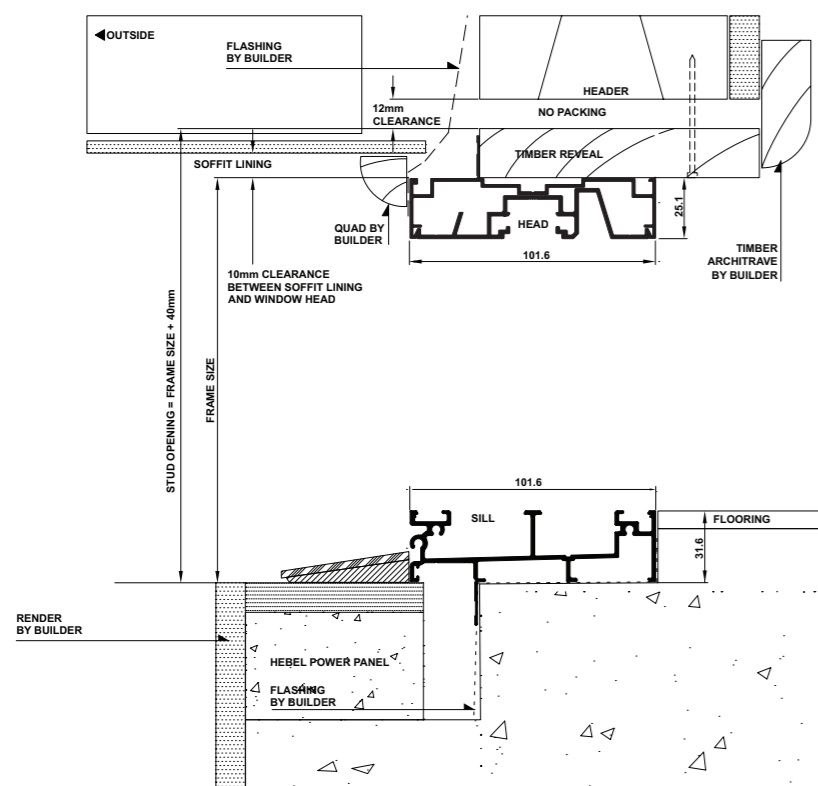 OUTSIDE
FLASHING
BY BUILDER
HEADER
12mm
CLEARANCE
NO PACKING
SOFFIT LINING
TIMBER REVEAL
HEAD
25.1
QUAD BY
BUILDER
TIMBER
ARCHITRAVE
BY BUILDER
101.6
10mm CLEARANCE
BETWEEN SOFFIT LINING
AND WINDOW HEAD
STUD OPENING = FRAME SIZE + 40mm
FRAME SIZE
101.6
SILL
FLOORING
31.6
RENDER
BY BUILDER
HEBEL POWER PANEL
FLASHING
BY BUILDER